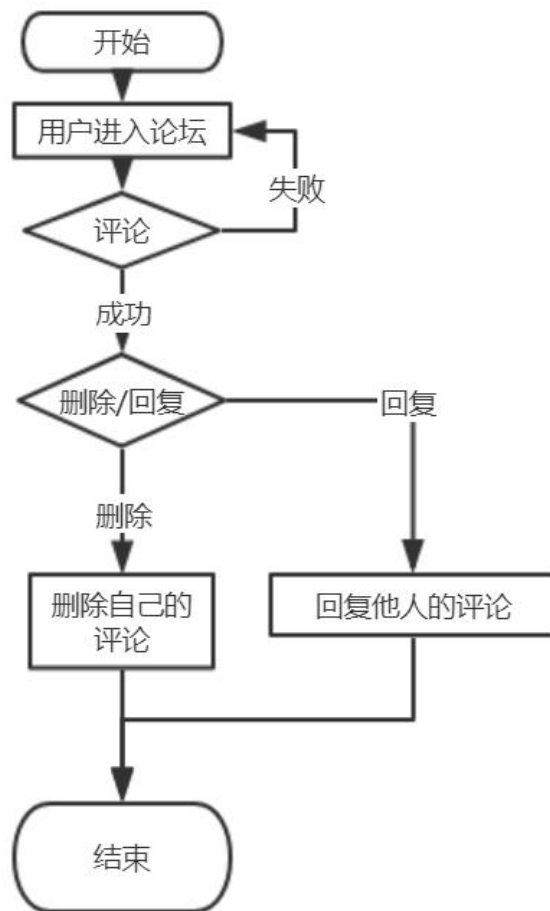 开始
用户进入论坛
失败
评论
成功
删除/回复
回复
删除
删除自己的
评论
回复他人的评论
结束